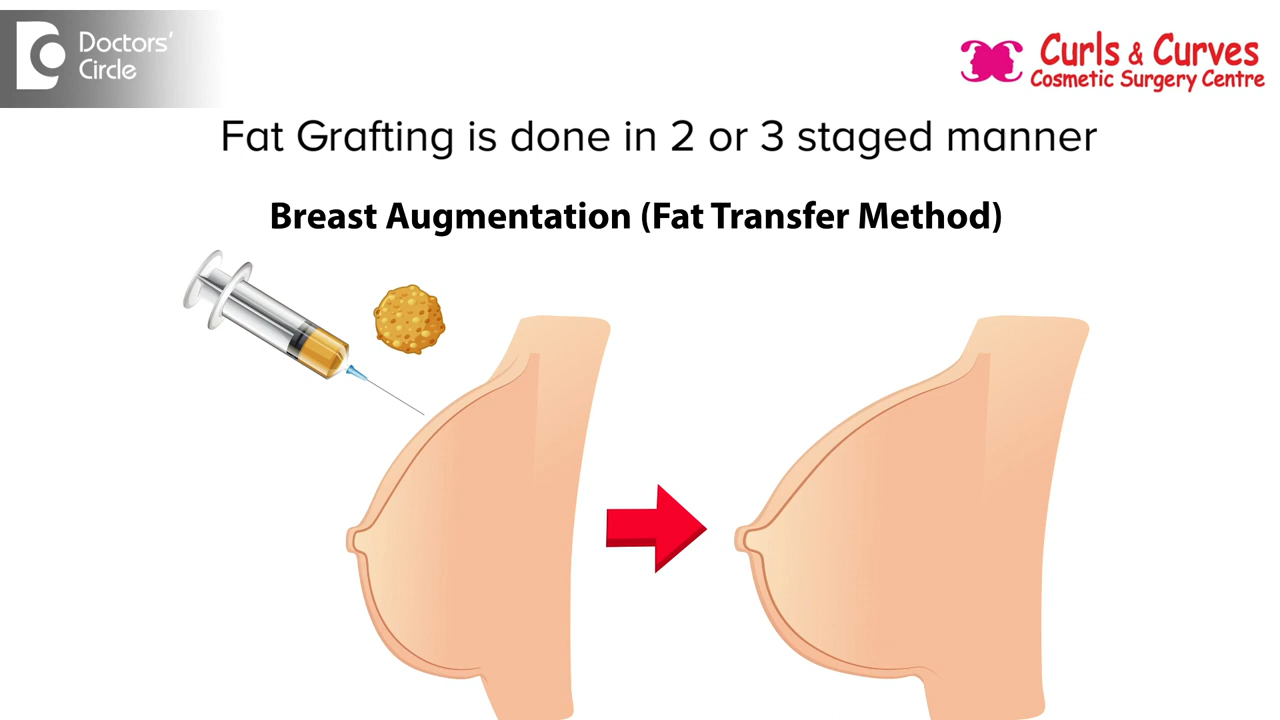 Doctors'
Circle
Curls & Curves
Cosmetic Surgery Centre
Fat Grafting is done in 2 or 3 staged manner
Breast Augmentation (Fat Transfer Method)